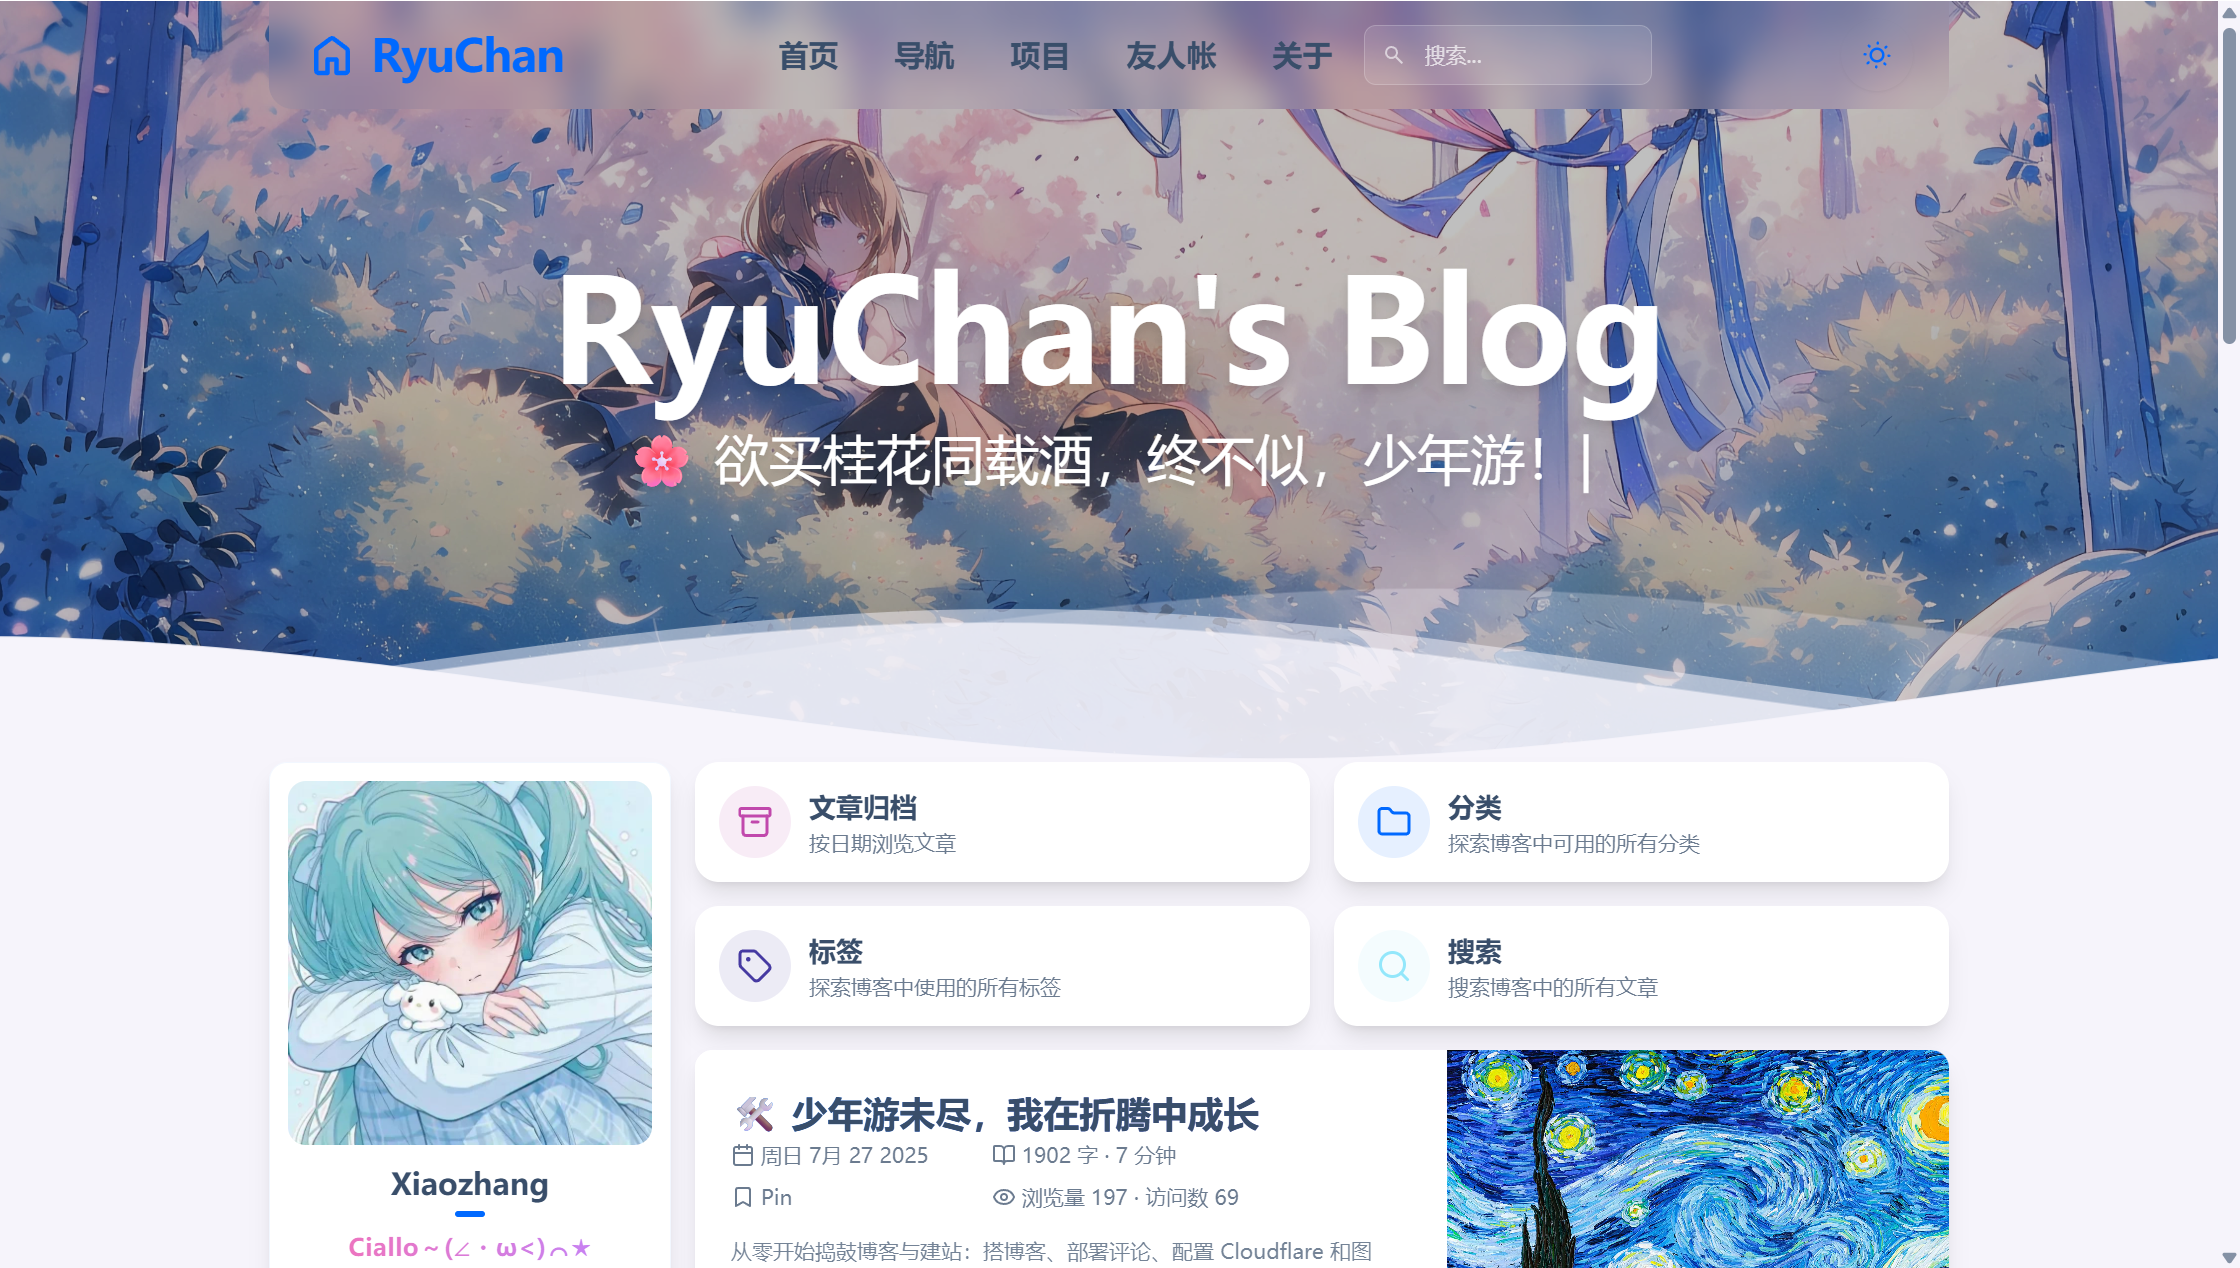 RyuChan
首页 导航 项目 友人帐 关于 搜索...
RyuChan's Blog
🌸 欲买桂花同载酒，终不似，少年游！|
文章归档
按日期浏览文章
分类
探索博客中可用的所有分类
标签
探索博客中使用的所有标签
搜索
搜索博客中的所有文章
Xiaozhang
Ciallo～(∠・ω<)⌒★
🛠️ 少年游未尽，我在折腾中成长
周日 7月 27 2025
1902 字 · 7 分钟
Pin
浏览量 197 · 访问数 69
从零开始捣鼓博客与建站：搭博客、部署评论、配置 Cloudflare 和图